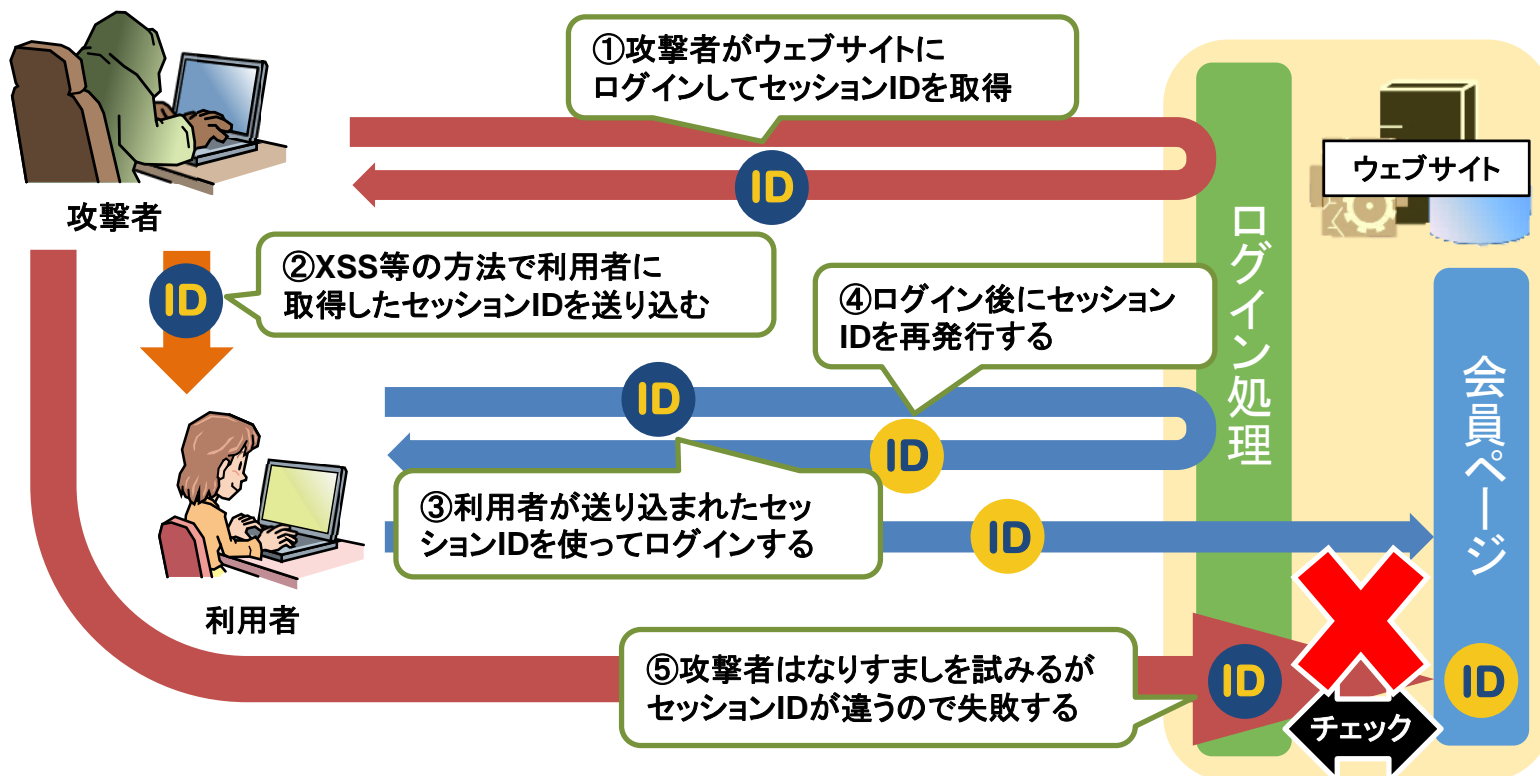 ①攻撃者がウェブサイトに
ログインしてセッションIDを取得
ウェブサイト
ID
攻撃者
ログイン処理
②XSS等の方法で利用者に
取得したセッションIDを送り込む
ID
④ログイン後にセッション
IDを再発行する
会員ページ
ID
ID
③利用者が送り込まれたセッ
ションIDを使ってログインする
ID
利用者
⑤攻撃者はなりすましを試みるが
セッションIDが違うので失敗する
ID
ID
チェック